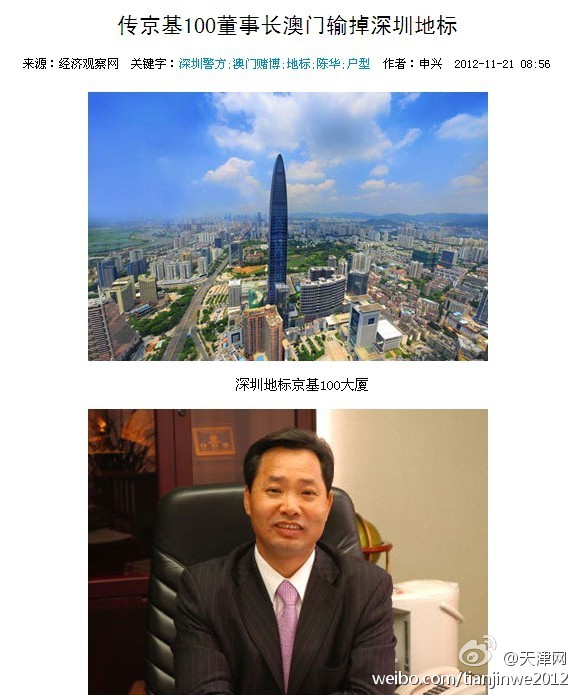 传京基100董事长澳门输掉深圳地标
来源：经济观察网 关键字：深圳警方;澳门赌博;地标;陈华;户型 作者：申兴 2012-11-21 08:56
深圳地标京基100大厦
@天津网
weibo.com/tianjinwe2012